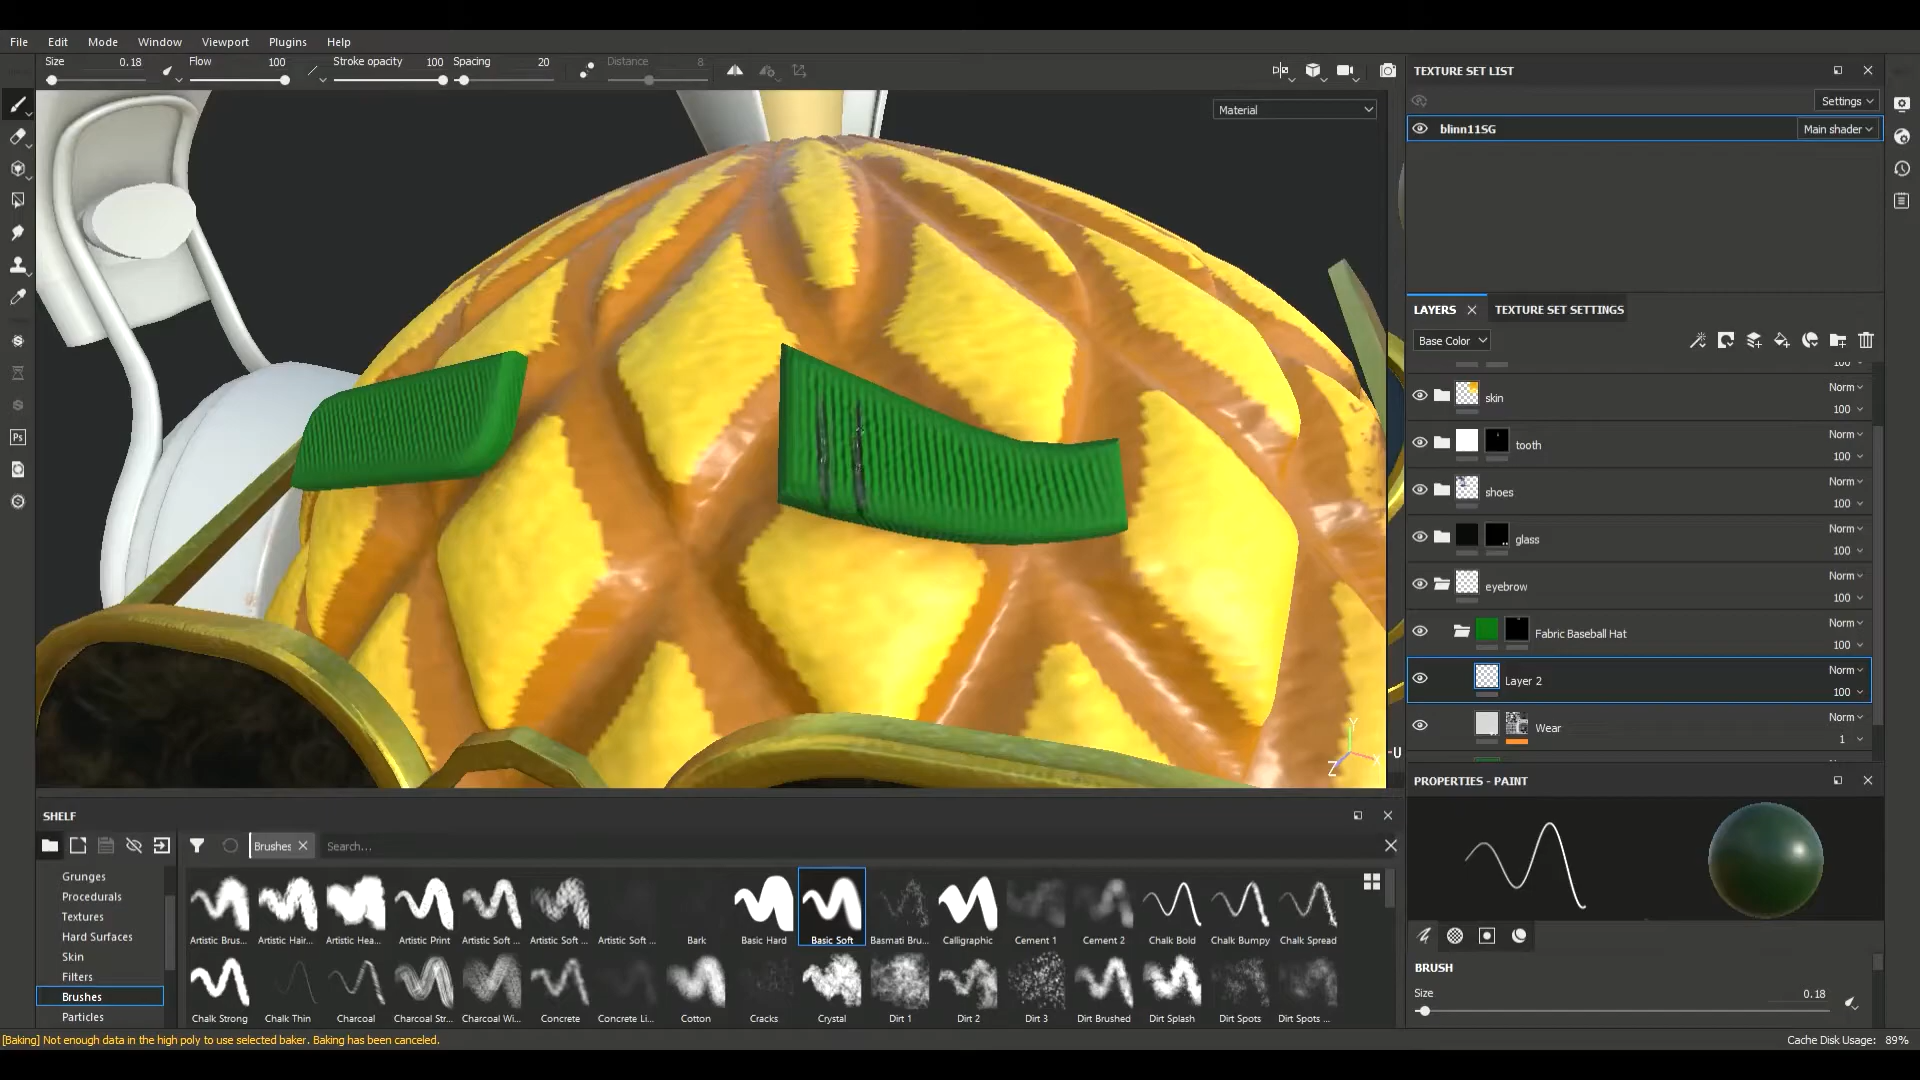 File Edit Mode Window Viewport Plugins Help
Size 0.18 Flow 100 Stroke opacity 100 Spacing 20 Distance 8
Material
Y
X
Z
-U
TEXTURE SET LIST
Settings
blinn11SG Main shader
LAYERS TEXTURE SET SETTINGS
Base Color
100
skin Norm
100
tooth Norm
100
shoes Norm
100
glass Norm
100
eyebrow Norm
100
Fabric Baseball Hat Norm
100
Layer 2 Norm
100
Wear Norm
1
PROPERTIES - PAINT
BRUSH
Size 0.18
Ps
SHELF
Brushes Search...
Grunges
Procedurals
Textures
Hard Surfaces
Skin
Filters
Brushes
Particles
Artistic Brus... Artistic Hair... Artistic Hea... Artistic Print Artistic Soft ... Artistic Soft ... Artistic Soft ... Bark Basic Hard Basic Soft Basmati Bru... Calligraphic Cement 1 Cement 2 Chalk Bold Chalk Bumpy Chalk Spread
Chalk Strong Chalk Thin Charcoal Charcoal Str... Charcoal Wi... Concrete Concrete Li... Cotton Cracks Crystal Dirt 1 Dirt 2 Dirt 3 Dirt Brushed Dirt Splash Dirt Spots Dirt Spots ...
[Baking] Not enough data in the high poly to use selected baker. Baking has been canceled.
Cache Disk Usage: 89%